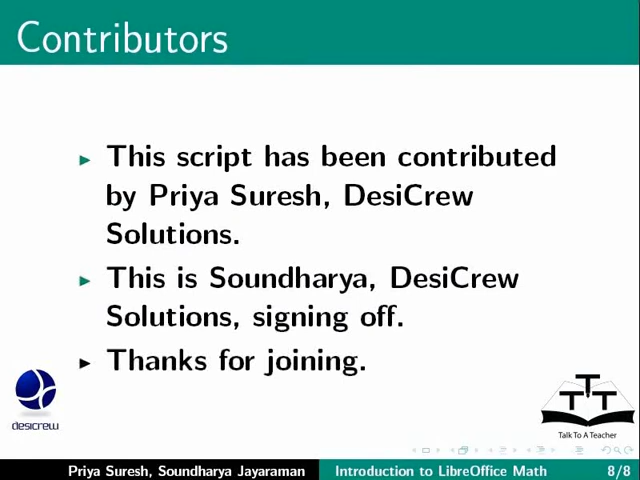 Contributors
This script has been contributed
by Priya Suresh, DesiCrew
Solutions.
This is Soundharya, DesiCrew
Solutions, signing off.
Thanks for joining.
desicrew
TTT
Talk To A Teacher
Priya Suresh, Soundharya Jayaraman
Introduction to LibreOffice Math
8/8